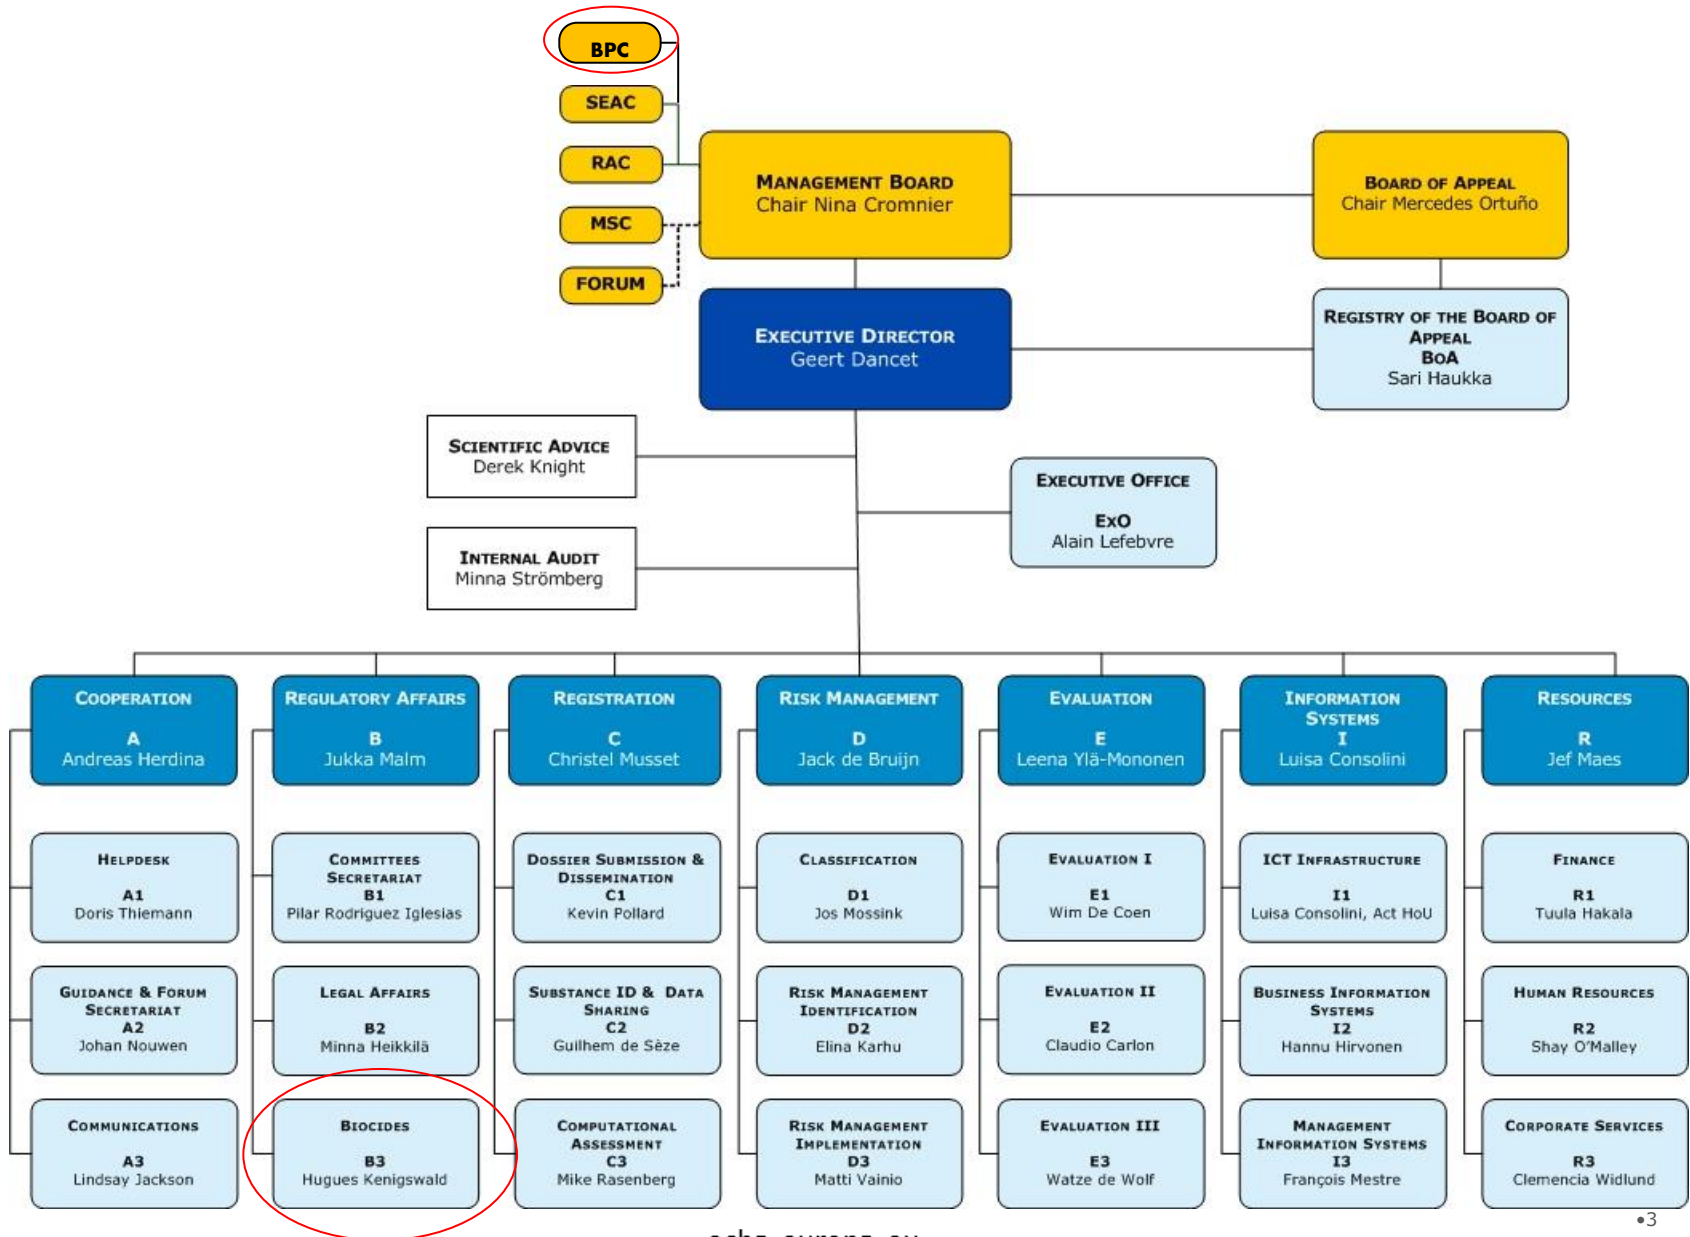 BPC
SEAC
RAC
MSC
FORUM
MANAGEMENT BOARD
Chair Nina Cromnier
BOARD OF APPEAL
Chair Mercedes Ortuño
EXECUTIVE DIRECTOR
Geert Dancet
REGISTRY OF THE BOARD OF
APPEAL
BOA
Sari Haukka
SCIENTIFIC ADVICE
Derek Knight
EXECUTIVE OFFICE
EXO
Alain Lefebvre
INTERNAL AUDIT
Minna Strömberg
COOPERATION
A
Andreas Herdina
REGULATORY AFFAIRS
B
Jukka Malm
REGISTRATION
C
Christel Musset
RISK MANAGEMENT
D
Jack de Bruijn
EVALUATION
E
Leena Ylä-Mononen
INFORMATION
SYSTEMS
I
Luisa Consolini
RESOURCES
R
Jef Maes
HELPDESK
A1
Doris Thiemann
COMMITTEES
SECRETARIAT
B1
Pilar Rodriguez Iglesias
DOSSIER SUBMISSION &
DISSEMINATION
C1
Kevin Pollard
CLASSIFICATION
D1
Jos Mossink
EVALUATION I
E1
Wim De Coen
ICT INFRASTRUCTURE
I1
Luisa Consolini, Act HoU
FINANCE
R1
Tuula Hakala
GUIDANCE & FORUM
SECRETARIAT
A2
Johan Nouwen
LEGAL AFFAIRS
B2
Minna Heikkilä
SUBSTANCE ID & DATA
SHARING
C2
Guilhem de Sèze
RISK MANAGEMENT
IDENTIFICATION
D2
Elina Karhu
EVALUATION II
E2
Claudio Carlon
BUSINESS INFORMATION
SYSTEMS
I2
Hannu Hirvonen
HUMAN RESOURCES
R2
Shay O'Malley
COMMUNICATIONS
A3
Lindsay Jackson
BIOCIDES
B3
Hugues Kenigswald
COMPUTATIONAL
ASSESSMENT
C3
Mike Rasenberg
RISK MANAGEMENT
IMPLEMENTATION
D3
Matti Vainio
EVALUATION III
E3
Watze de Wolf
MANAGEMENT
INFORMATION SYSTEMS
I3
François Mestre
CORPORATE SERVICES
R3
Clemencia Widlund
•3